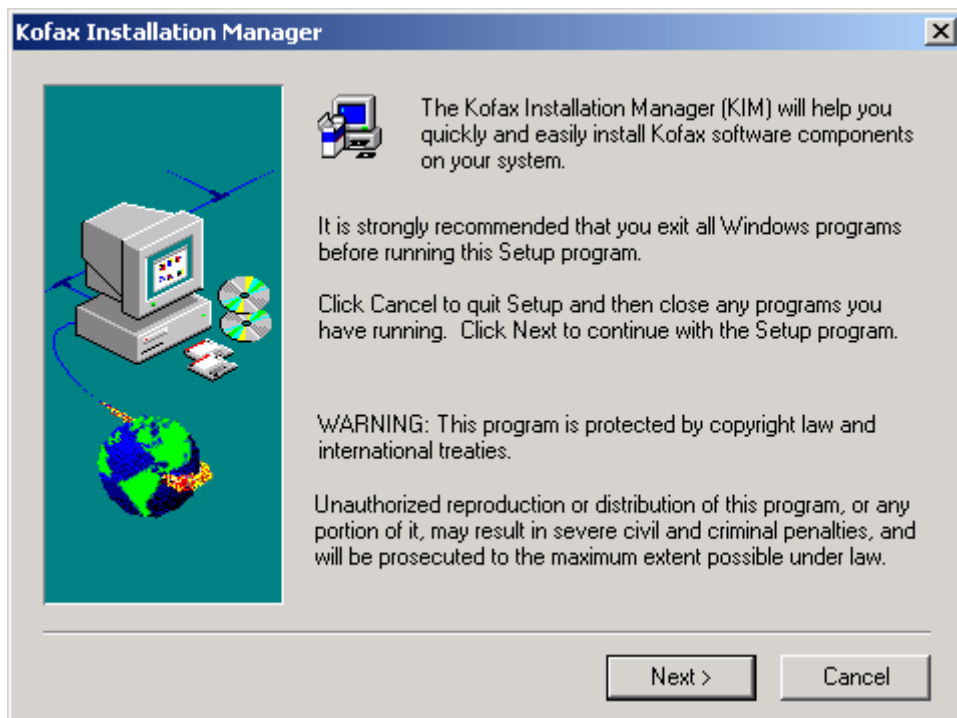 Kofax Installation Manager
The Kofax Installation Manager (KIM) will help you
quickly and easily install Kofax software components
on your system.
It is strongly recommended that you exit all Windows programs
before running this Setup program.
Click Cancel to quit Setup and then close any programs you
have running.  Click Next to continue with the Setup program.
WARNING: This program is protected by copyright law and
international treaties.
Unauthorized reproduction or distribution of this program, or any
portion of it, may result in severe civil and criminal penalties, and
will be prosecuted to the maximum extent possible under law.
Next >
Cancel